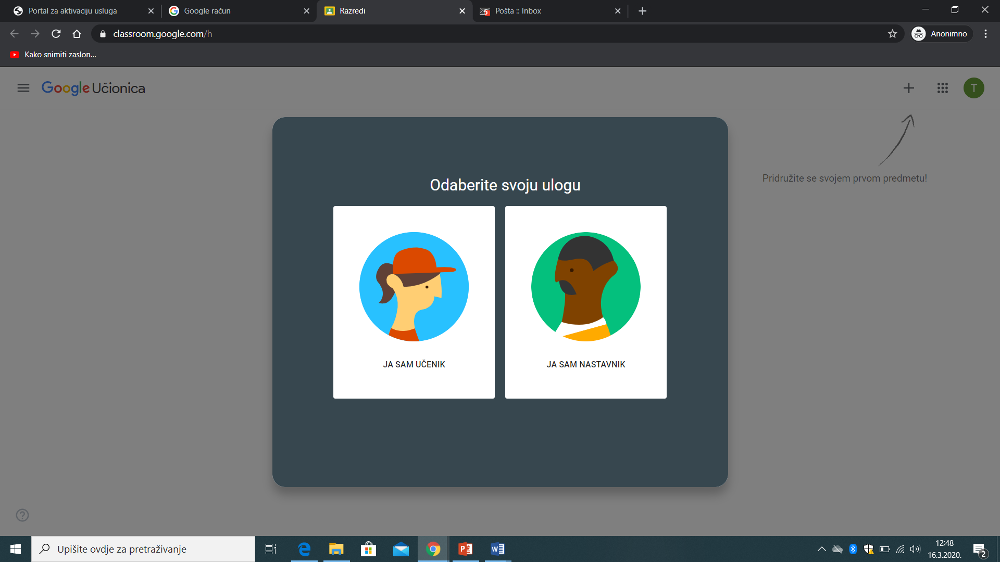 Portal za aktivaciju usluga
Google račun
Razredi
Pošta :: Inbox
classroom.google.com/h
Anonimno
Kako snimiti zaslon...
Google Učionica
T
Pridružite se svojem prvom predmetu!
Odaberite svoju ulogu
JA SAM UČENIK
JA SAM NASTAVNIK
Upišite ovdje za pretraživanje
12:48
16.3.2020.
2